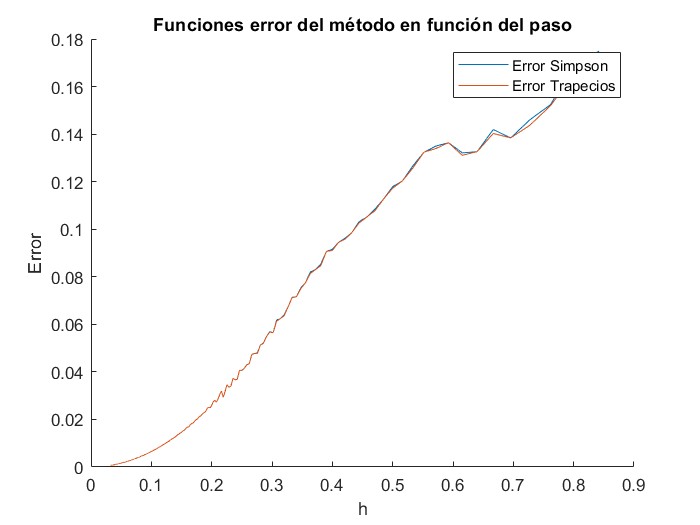 Funciones error del método en función del paso
0.18
0.16
0.14
0.12
0.1
0.08
0.06
0.04
0.02
0
Error
Error Simpson
Error Trapecios
0 0.1 0.2 0.3 0.4 0.5 0.6 0.7 0.8 0.9
h